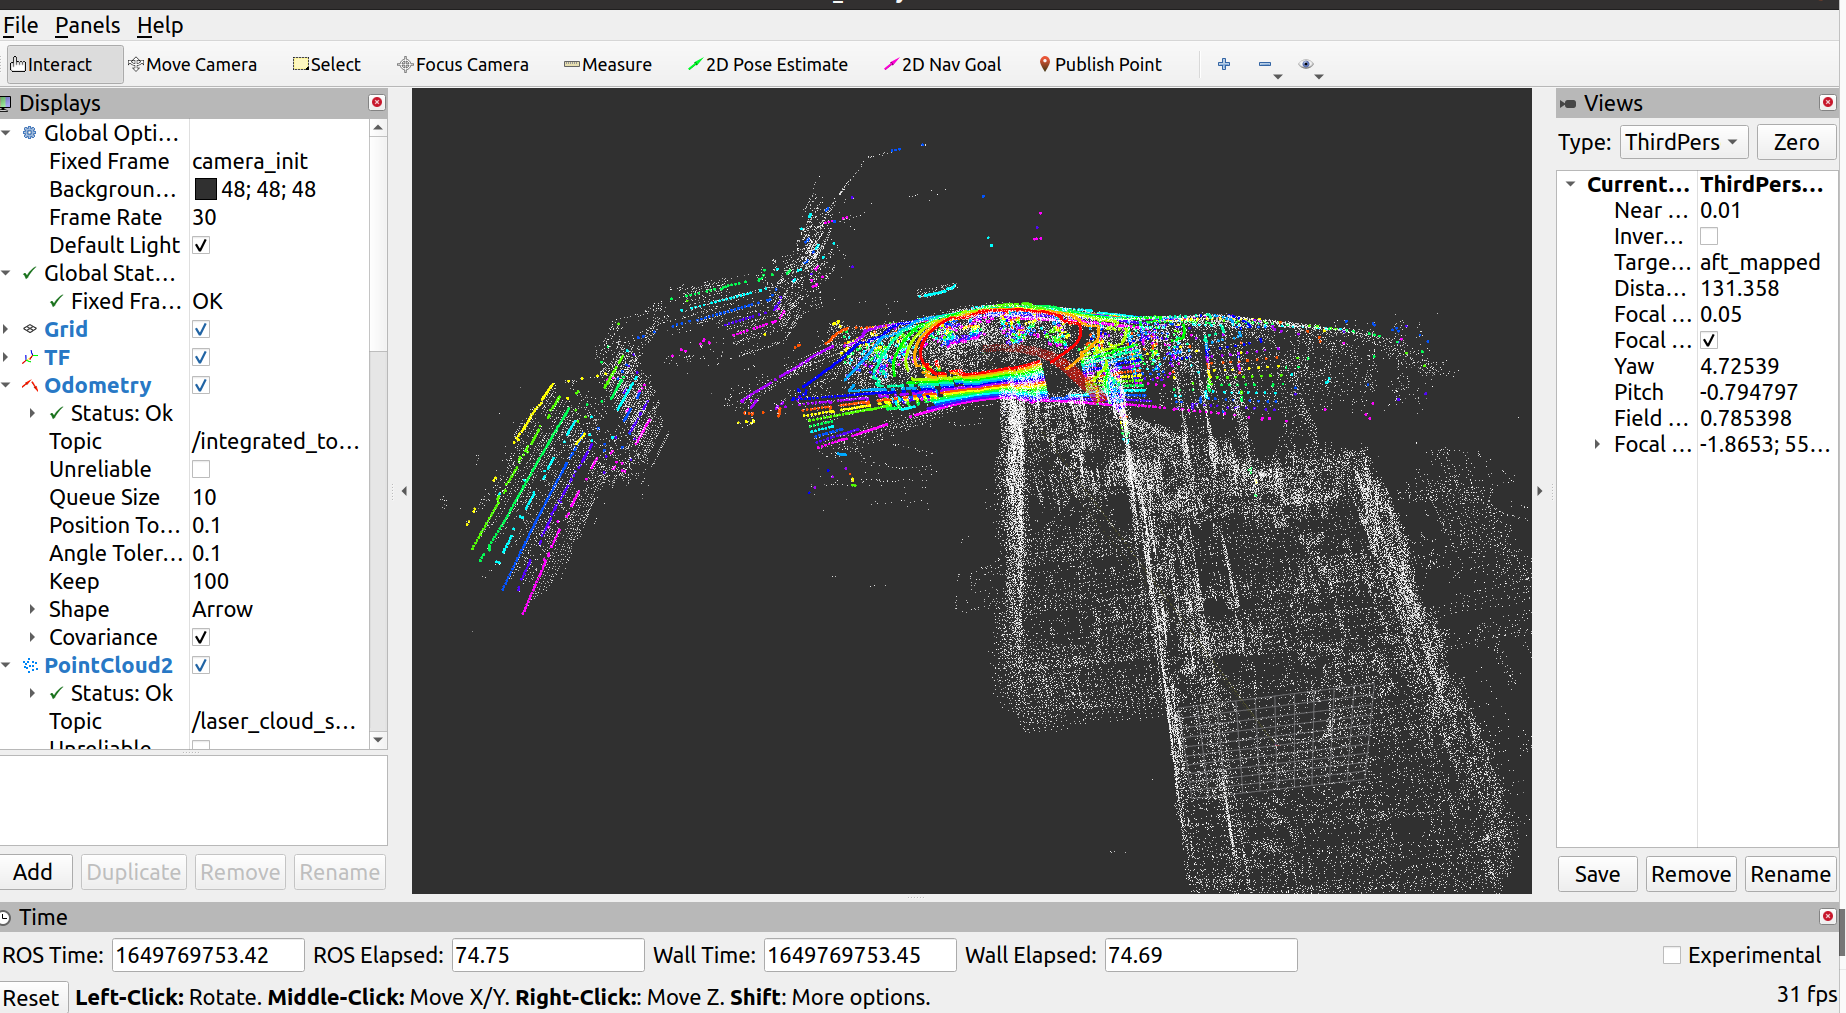 File Panels Help
Interact Move Camera Select Focus Camera Measure 2D Pose Estimate 2D Nav Goal Publish Point
Displays
Global Opti...
Fixed Frame camera_init
Backgroun... 48; 48; 48
Frame Rate 30
Default Light
Global Stat...
Fixed Fra... OK
Grid
TF
Odometry
Status: Ok
Topic /integrated_to...
Unreliable
Queue Size 10
Position To... 0.1
Angle Toler... 0.1
Keep 100
Shape Arrow
Covariance
PointCloud2
Status: Ok
Topic /laser_cloud_s...
Unreliable
Add Duplicate Remove Rename
Views
Type: ThirdPers Zero
Current... ThirdPers...
Near ... 0.01
Inver...
Targe... aft_mapped
Dista... 131.358
Focal ... 0.05
Focal ...
Yaw 4.72539
Pitch -0.794797
Field ... 0.785398
Focal ... -1.8653; 55...
Save Remove Rename
Time
ROS Time: 1649769753.42 ROS Elapsed: 74.75 Wall Time: 1649769753.45 Wall Elapsed: 74.69 Experimental
Reset Left-Click: Rotate. Middle-Click: Move X/Y. Right-Click:: Move Z. Shift: More options. 31 fps